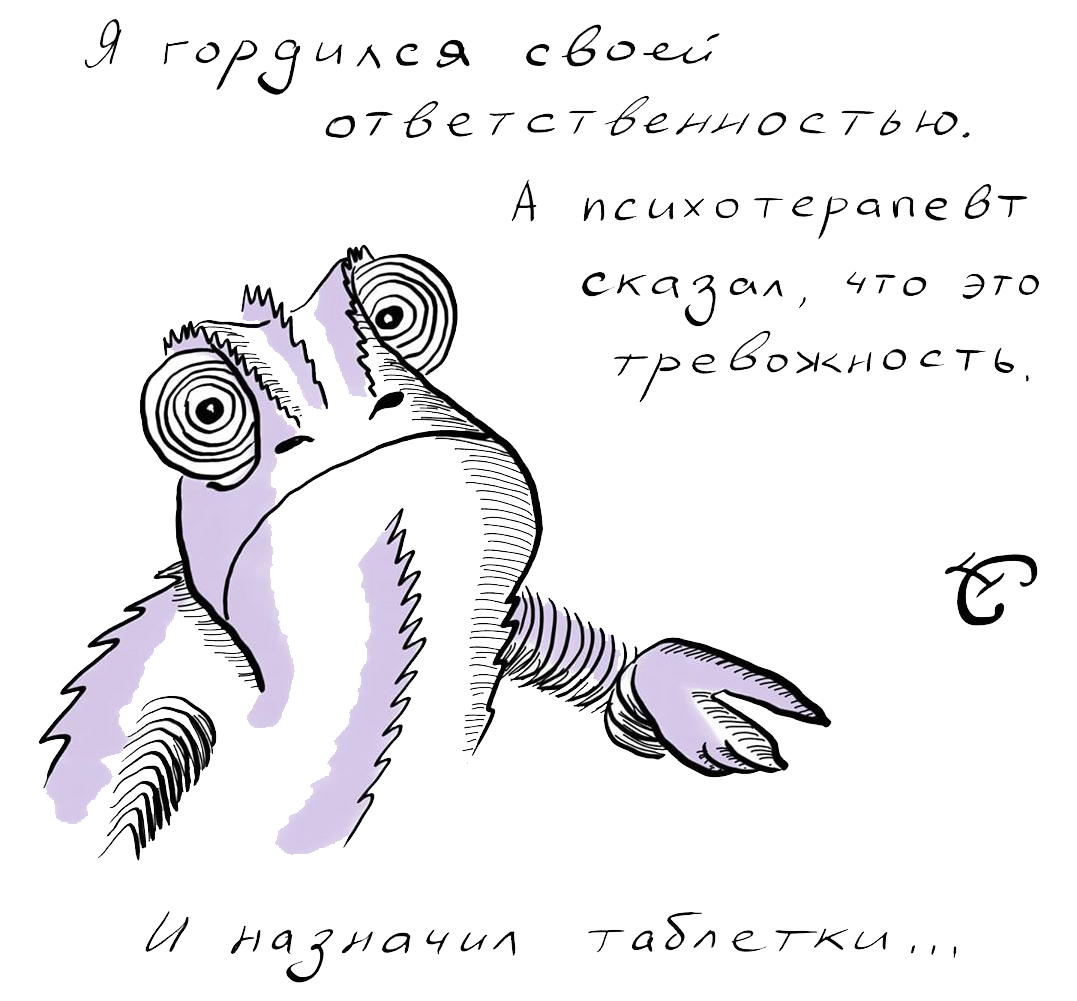 Я гордился своей
ответственностью.
А психотерапевт
сказал, что это
тревожность.
И назначил таблетки...